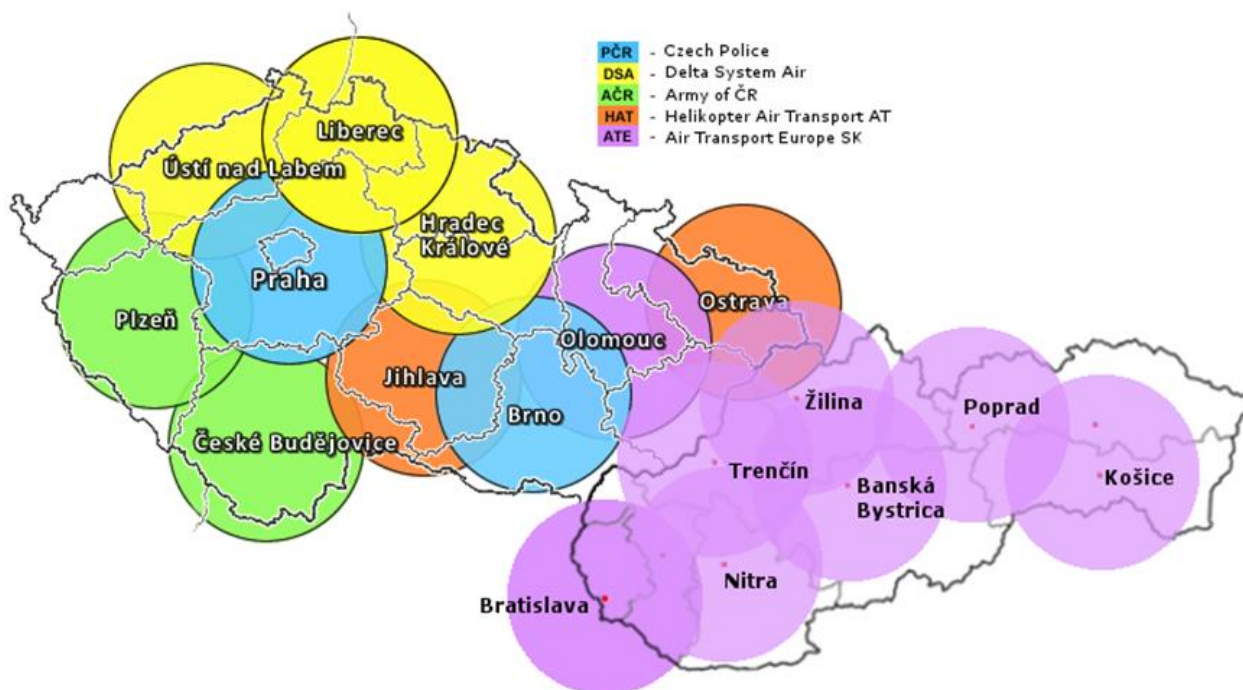 PČR - Czech Police
DSA - Delta System Air
AČR - Army of ČR
HAT - Helikopter Air Transport AT
ATE - Air Transport Europe SK
Liberec
Ústí nad Labem
Hradec
Králové
Praha
Plzeň
Ostrava
Olomouc
Jihlava
Brno
České Budějovice
Žilina
Poprad
Trenčín
Banská
Bystrica
Košice
Nitra
Bratislava